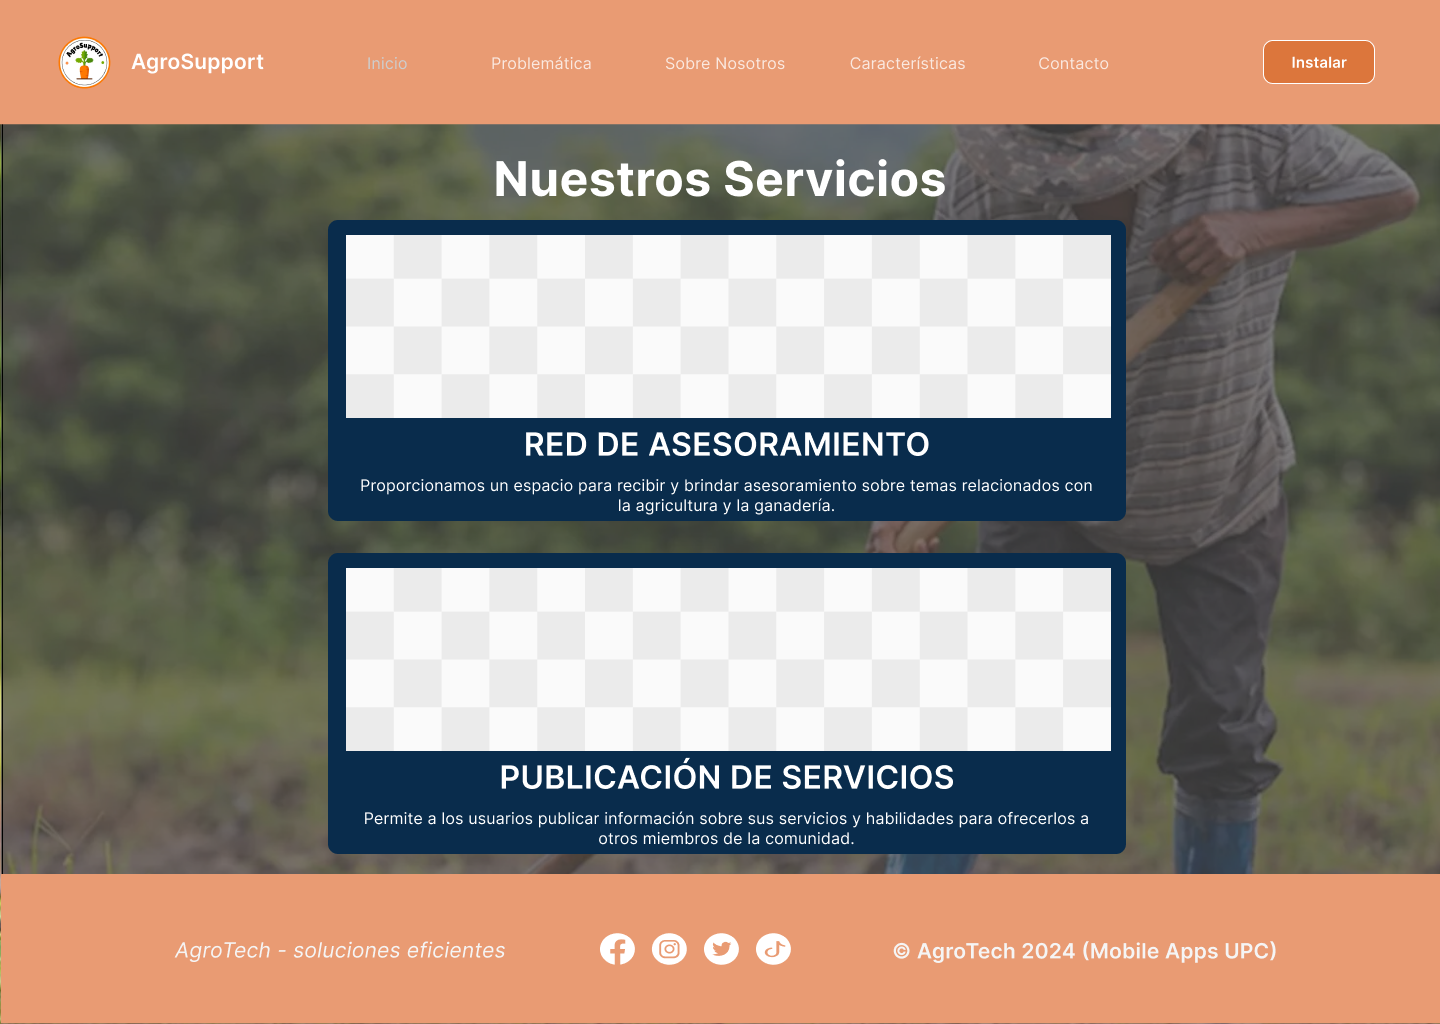 AgroSupport
AgroSupport
Inicio
Problemática
Sobre Nosotros
Características
Contacto
Instalar
Nuestros Servicios
RED DE ASESORAMIENTO
Proporcionamos un espacio para recibir y brindar asesoramiento sobre temas relacionados con
la agricultura y la ganadería.
PUBLICACIÓN DE SERVICIOS
Permite a los usuarios publicar información sobre sus servicios y habilidades para ofrecerlos a
otros miembros de la comunidad.
AgroTech - soluciones eficientes
© AgroTech 2024 (Mobile Apps UPC)